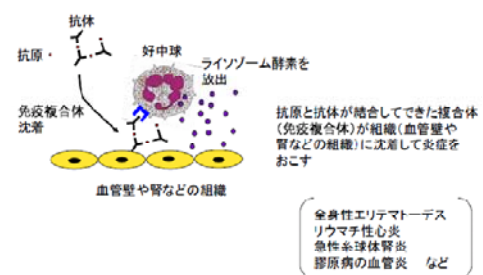 抗体
抗原
好中球
ライソゾーム酵素を
放出
免疫複合体
沈着
血管壁や腎などの組織
抗原と抗体が結合してできた複合体
(免疫複合体)が組織(血管壁や
腎などの組織)に沈着して炎症を
おこす
全身性エリテマトーデス
リウマチ性心炎
急性糸球体腎炎
膠原病の血管炎 など